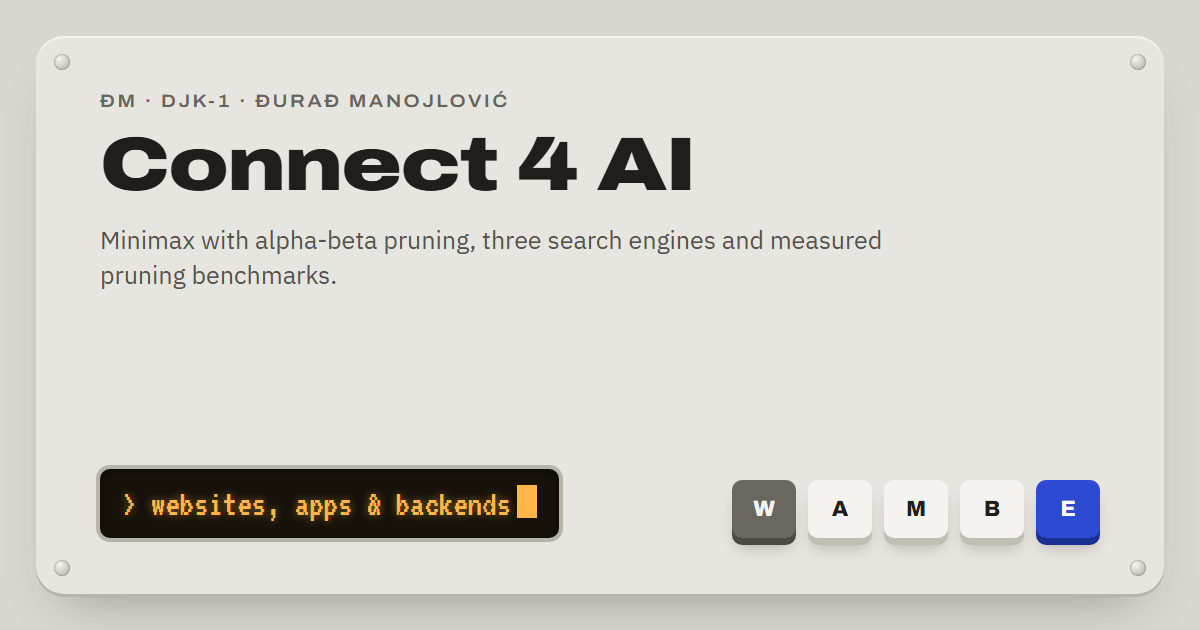 ĐM · DJK-1 · ĐURAĐ MANOJLOVIĆ
Connect 4 AI
Minimax with alpha-beta pruning, three search engines and measured
pruning benchmarks.
> websites, apps & backends
W A M B E